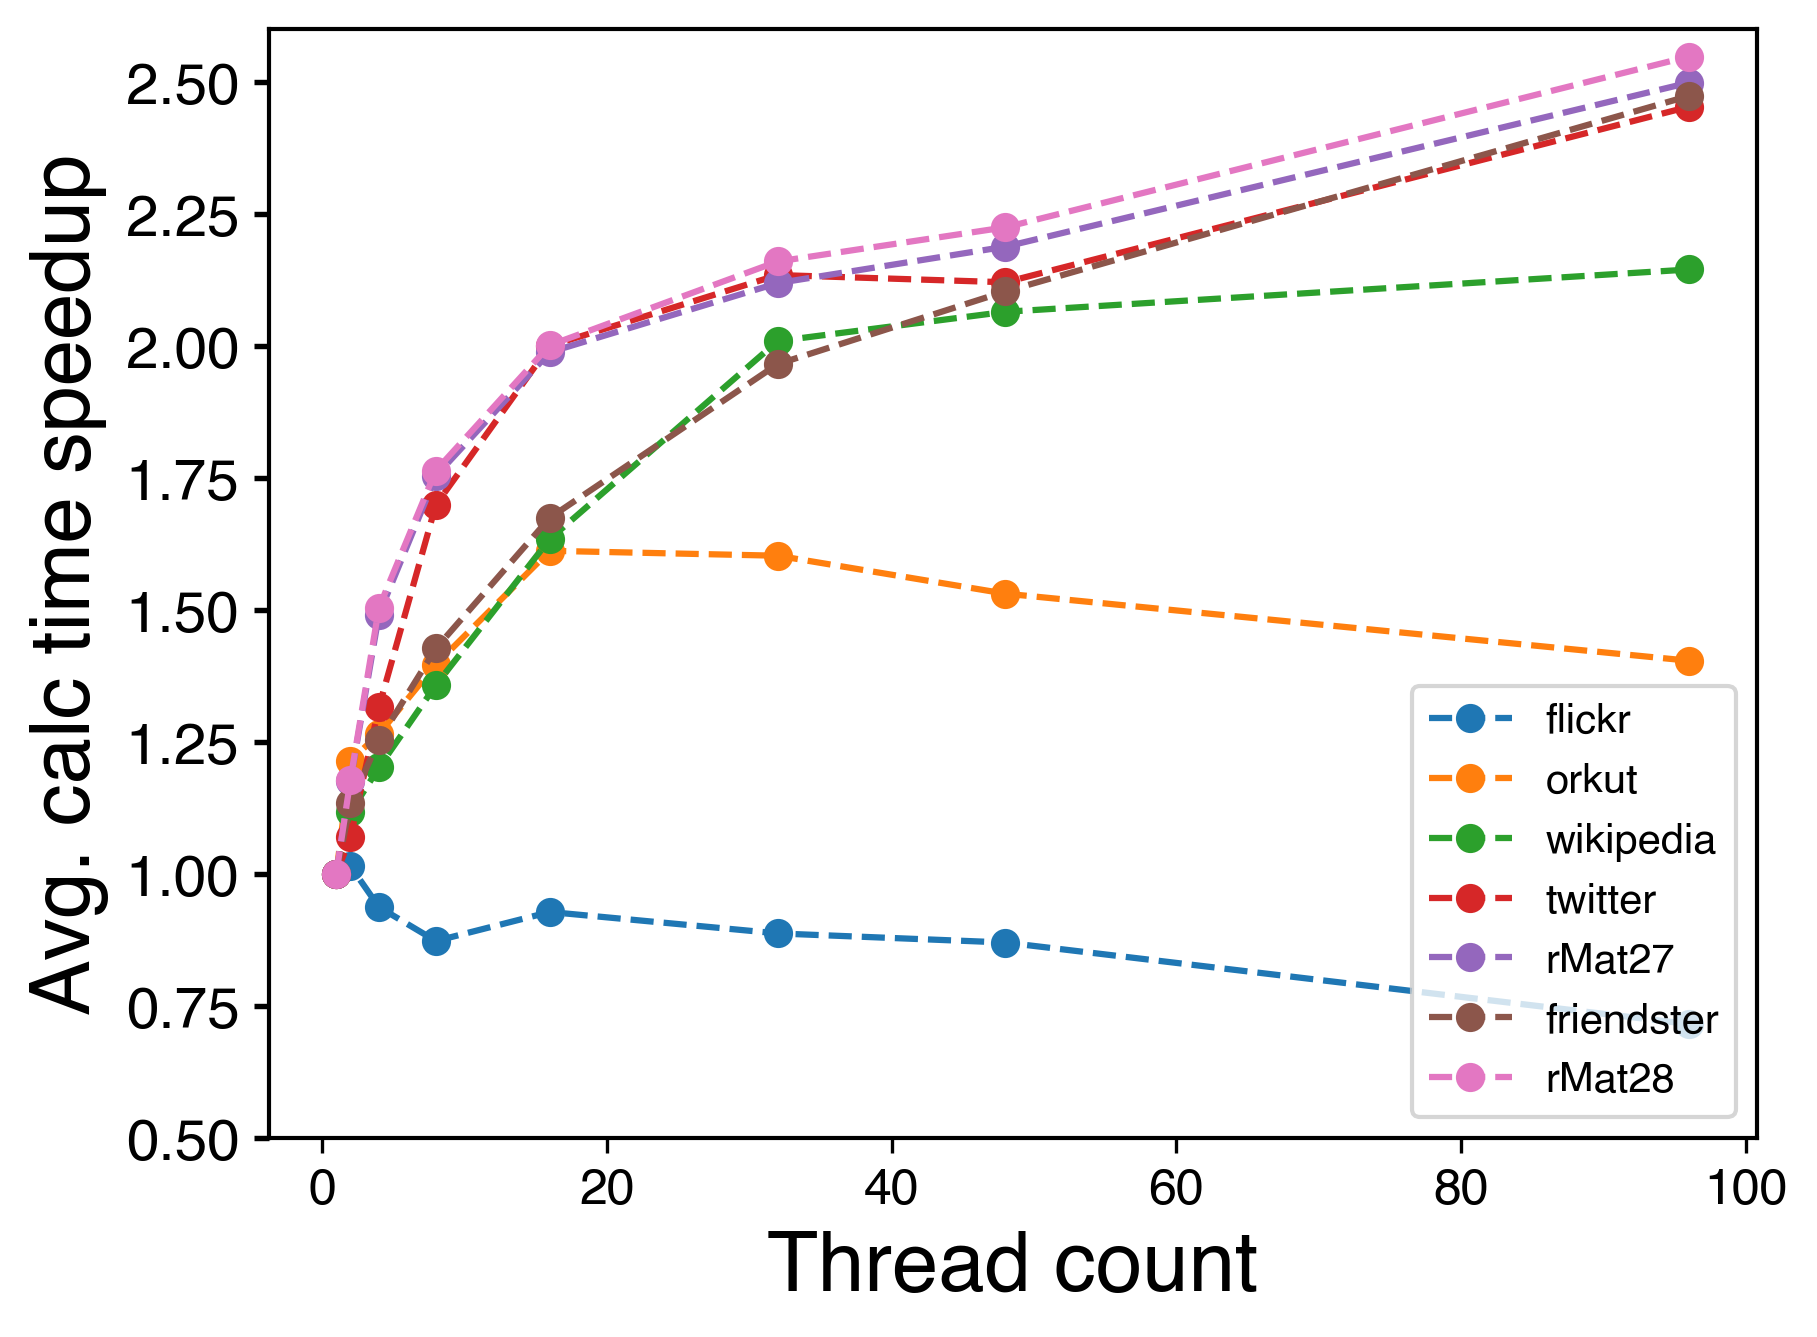 2.50
2.25
2.00
1.75
1.50
1.25
1.00
0.75
0.50
Avg. calc time speedup
0 20 40 60 80 100
Thread count
flickr
orkut
wikipedia
twitter
rMat27
friendster
rMat28